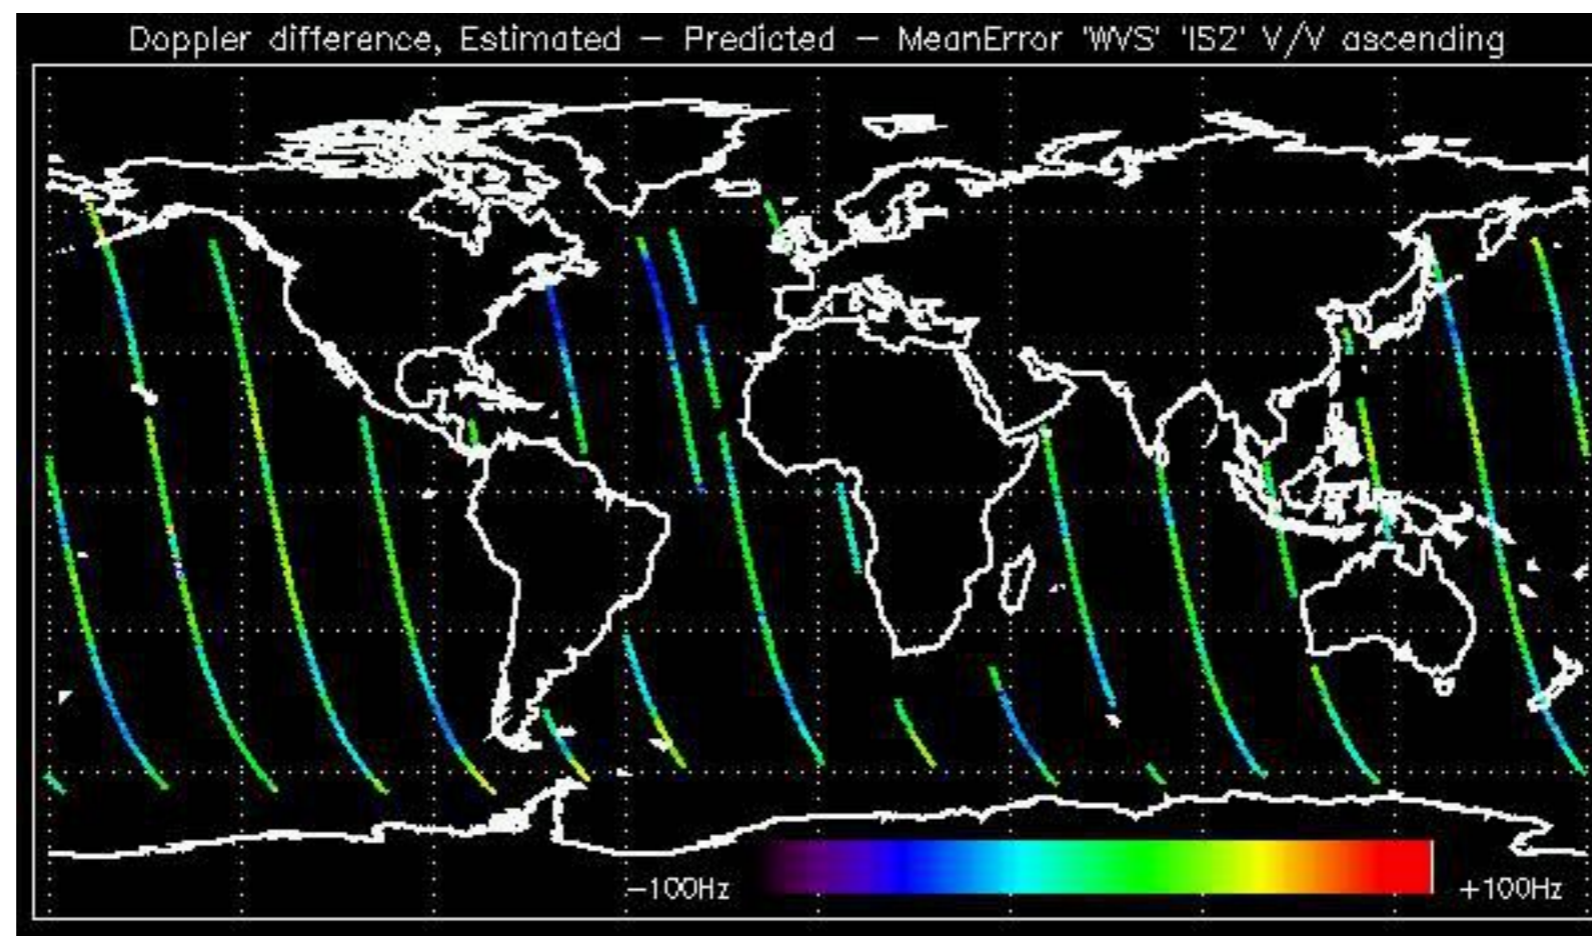 Doppler difference, Estimated – Predicted – MeanError 'WVS' 'IS2' V/V ascending
–100Hz +100Hz